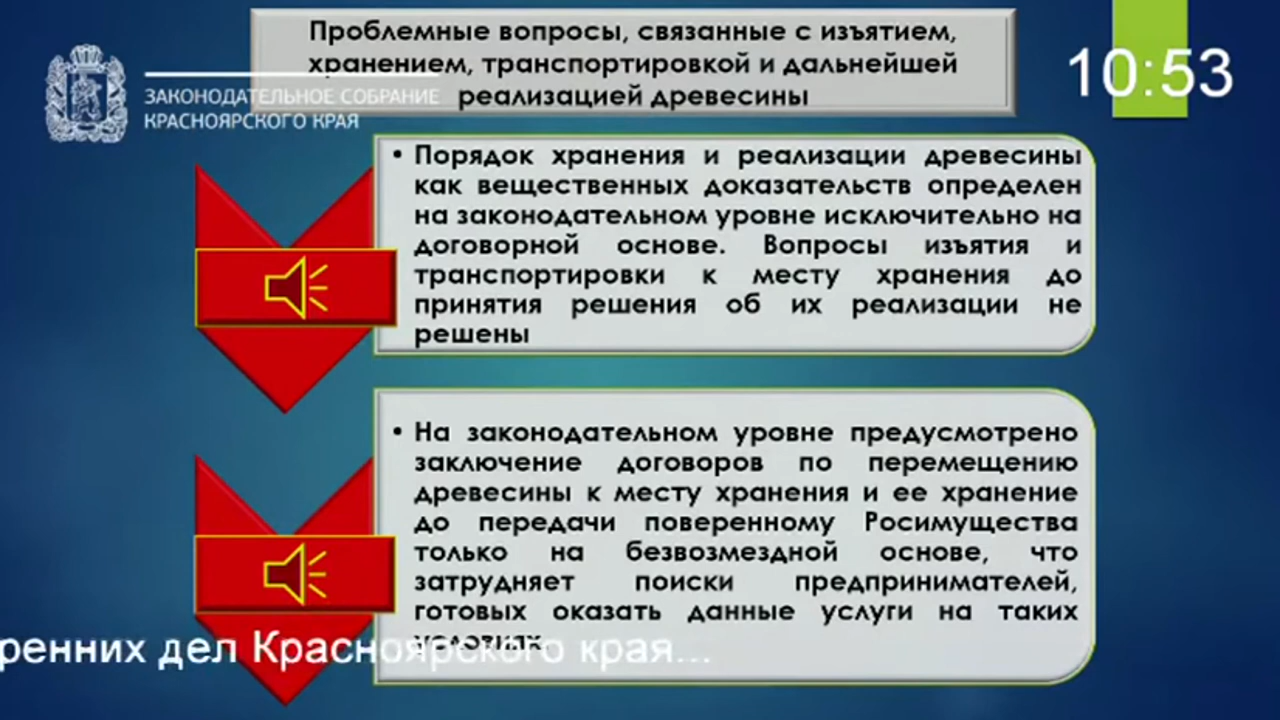 Проблемные вопросы, связанные с изъятием,
хранением, транспортировкой и дальнейшей
реализацией древесины
10:53
ЗАКОНОДАТЕЛЬНОЕ СОБРАНИЕ
КРАСНОЯРСКОГО КРАЯ
• Порядок хранения и реализации древесины
как вещественных доказательств определен
на законодательном уровне исключительно на
договорной основе. Вопросы изъятия и
транспортировки к месту хранения до
принятия решения об их реализации не
решены
• На законодательном уровне предусмотрено
заключение договоров по перемещению
древесины к месту хранения и ее хранение
до передачи поверенному Росимущества
только на безвозмездной основе, что
затрудняет поиски предпринимателей,
готовых оказать данные услуги на таких
условиях.
ренних дел Красноярского края...